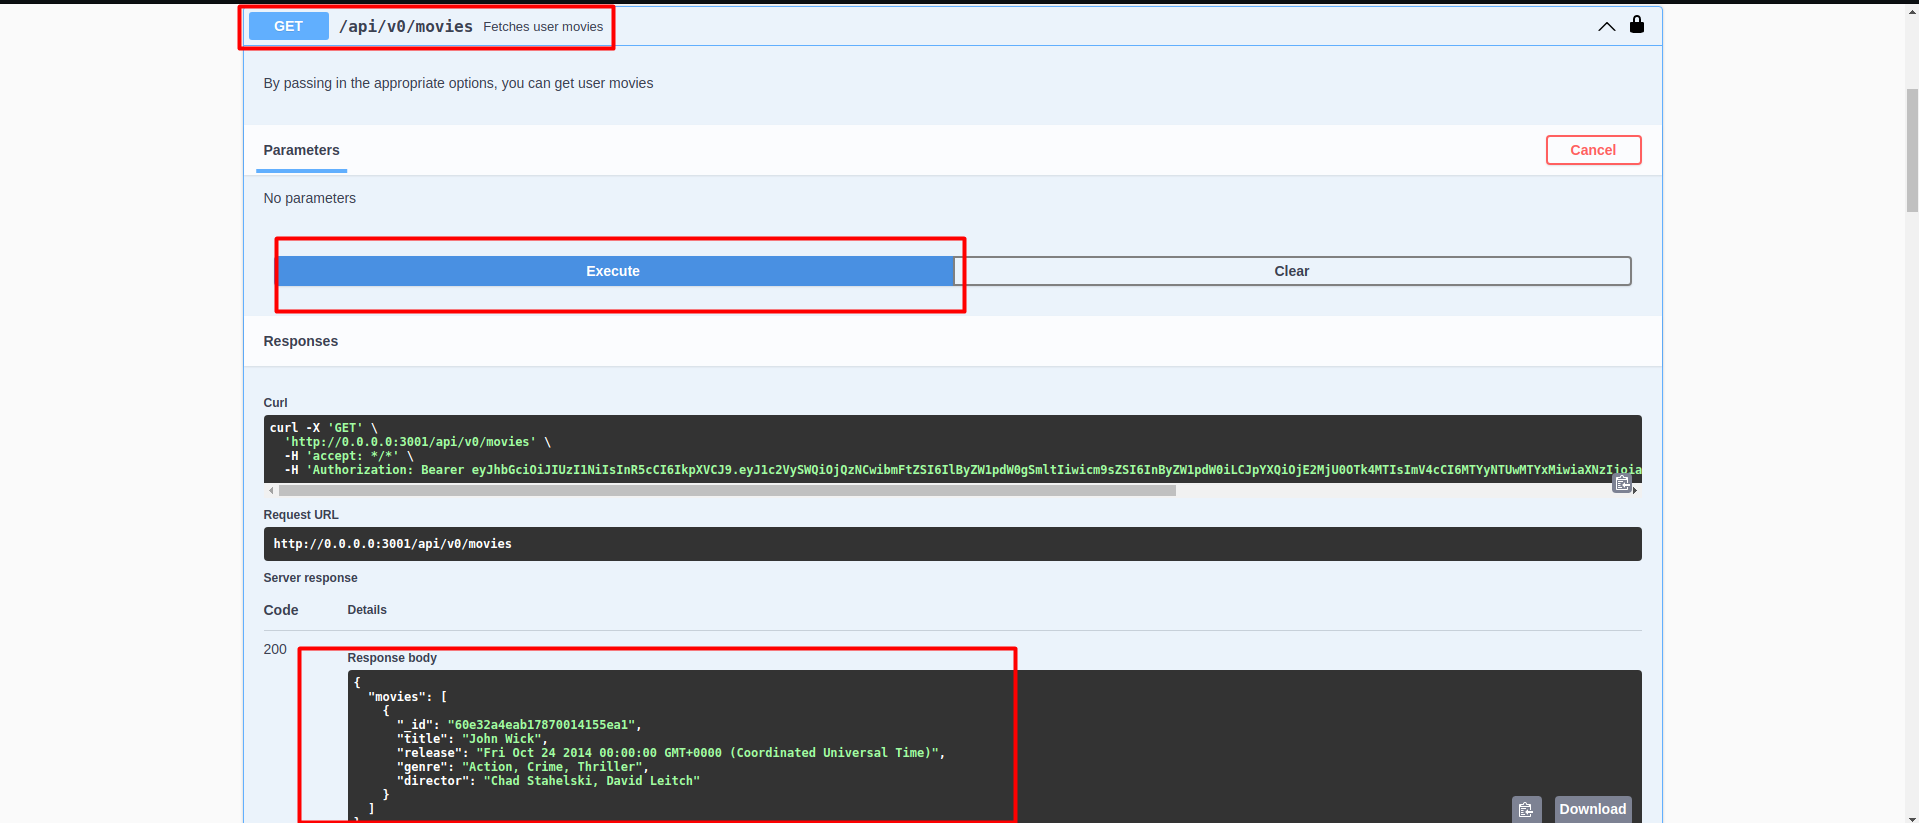 GET /api/v0/movies Fetches user movies
By passing in the appropriate options, you can get user movies
Parameters Cancel
No parameters
Execute Clear
Responses
Curl
curl -X 'GET' \
'http://0.0.0.0:3001/api/v0/movies' \
-H 'accept: */*' \
-H 'Authorization: Bearer eyJhbGciOiJIUzI1NiIsInR5cCI6IkpXVCJ9.eyJ1c2VySWQiOjQzNCwibmFtZSI6IlByZW1pdW0gSmltIiwicm9sZSI6InByZW1pdW0iLCJpYXQiOjE2MjU0OTk4MTIsImV4cCI6MTYyNTUwMTYxMiwiaXNzIjoia
Request URL
http://0.0.0.0:3001/api/v0/movies
Server response
Code Details
200
Response body
{
"movies": [
{
"_id": "60e32a4eab17870014155ea1",
"title": "John Wick",
"release": "Fri Oct 24 2014 00:00:00 GMT+0000 (Coordinated Universal Time)",
"genre": "Action, Crime, Thriller",
"director": "Chad Stahelski, David Leitch"
}
]
Download